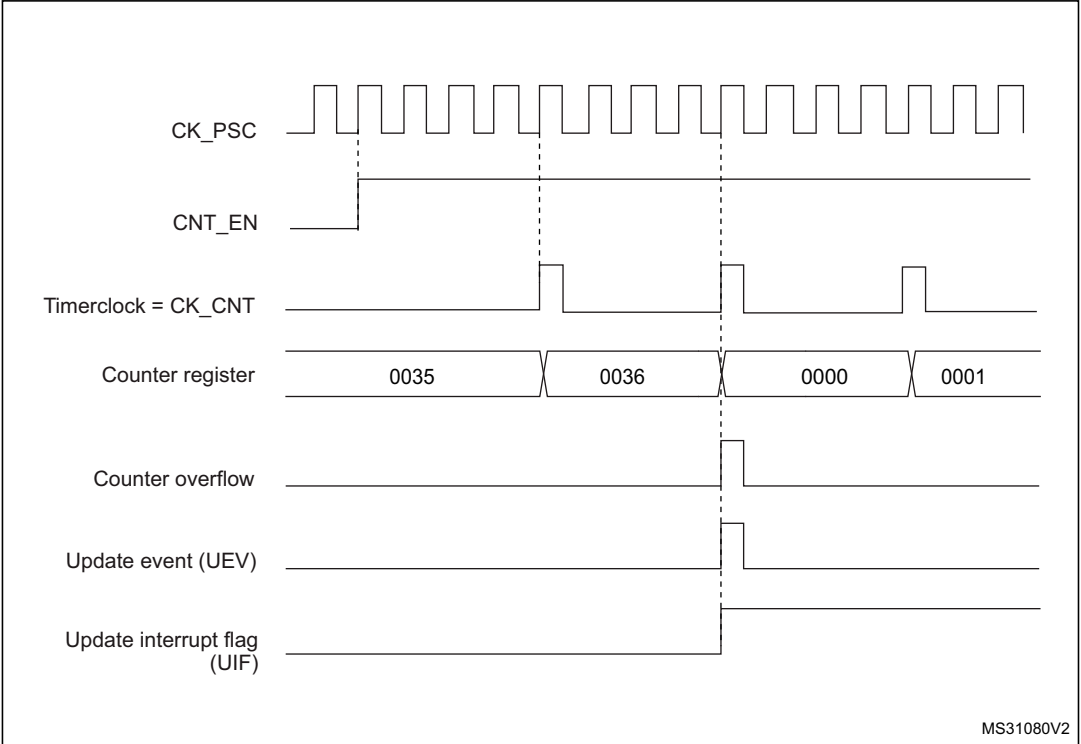 CK_PSC
CNT_EN
Timerclock = CK_CNT
Counter register
0035
0036
0000
0001
Counter overflow
Update event (UEV)
Update interrupt flag
(UIF)
MS31080V2